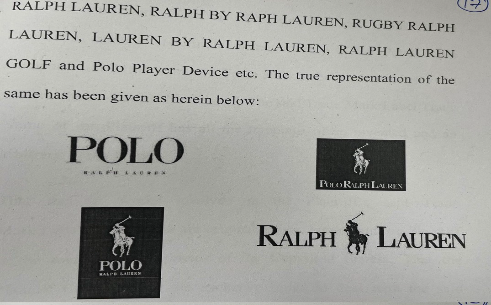 (17)
RALPH LAUREN, RALPH BY RAPH LAUREN, RUGBY RALPH
LAUREN, LAUREN BY RALPH LAUREN, RALPH LAUREN
GOLF and Polo Player Device etc. The true representation of the
same has been given as herein below:
POLO
RALPH LAUREN
POLO RALPH LAUREN
POLO
RALPH LAUREN
RALPH LAUREN